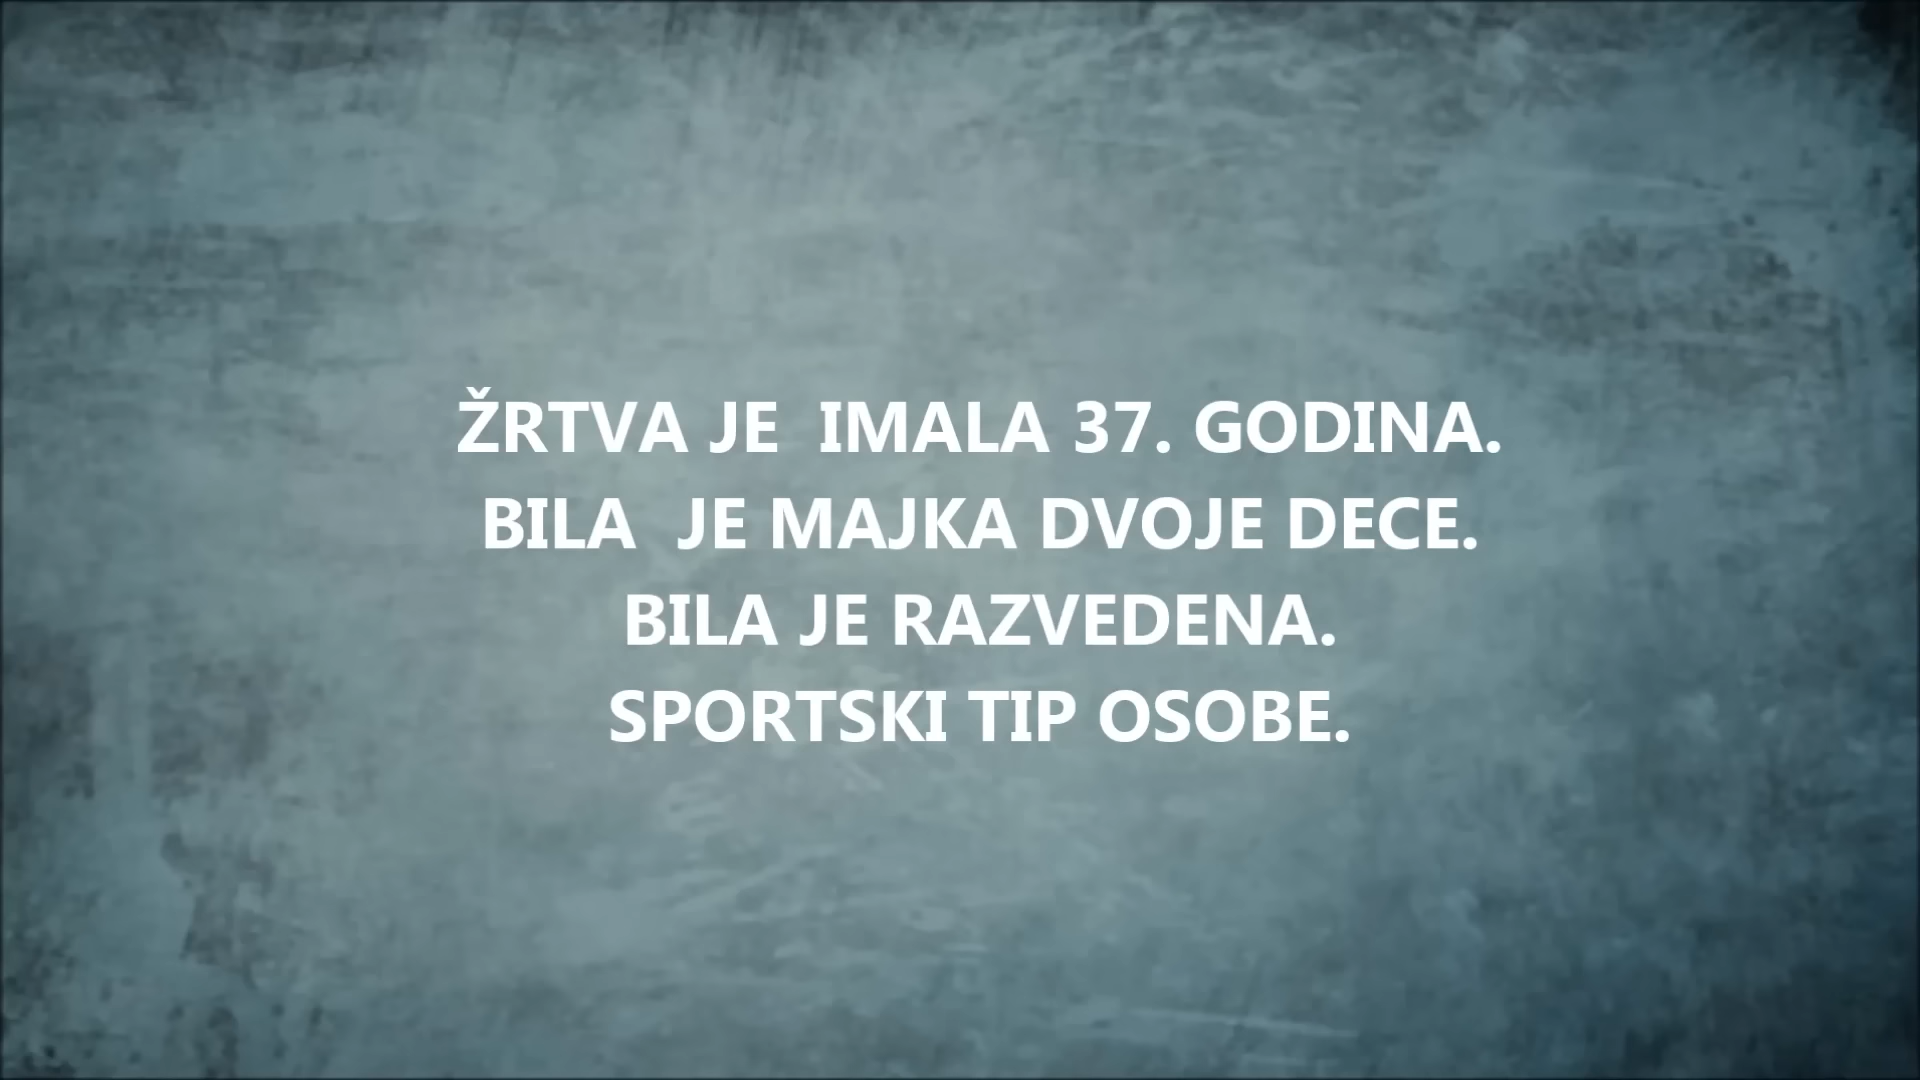 ŽRTVA JE  IMALA 37. GODINA.
BILA  JE MAJKA DVOJE DECE.
BILA JE RAZVEDENA.
SPORTSKI TIP OSOBE.